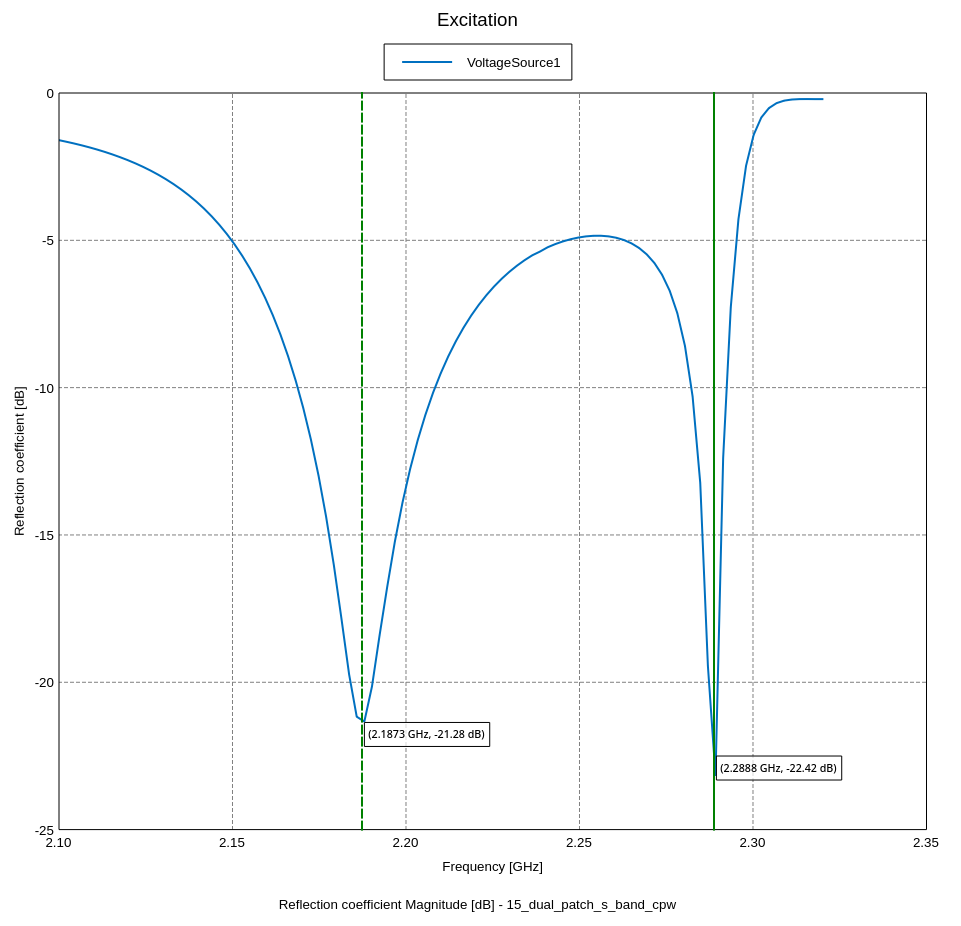 Excitation
VoltageSource1
0
-5
-10
-15
-20
-25
Reflection coefficient [dB]
(2.1873 GHz, -21.28 dB)
(2.2888 GHz, -22.42 dB)
2.10 2.15 2.20 2.25 2.30 2.35
Frequency [GHz]
Reflection coefficient Magnitude [dB] - 15_dual_patch_s_band_cpw